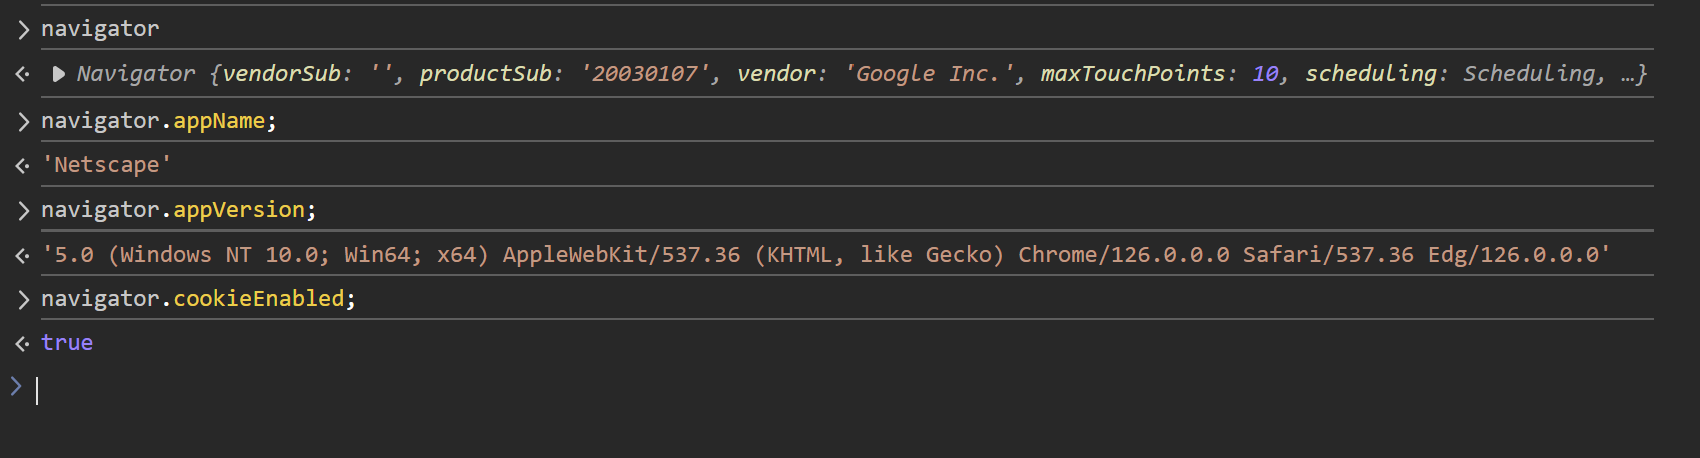 navigator
Navigator {vendorSub: '', productSub: '20030107', vendor: 'Google Inc.', maxTouchPoints: 10, scheduling: Scheduling, …}
navigator.appName;
'Netscape'
navigator.appVersion;
'5.0 (Windows NT 10.0; Win64; x64) AppleWebKit/537.36 (KHTML, like Gecko) Chrome/126.0.0.0 Safari/537.36 Edg/126.0.0.0'
navigator.cookieEnabled;
true